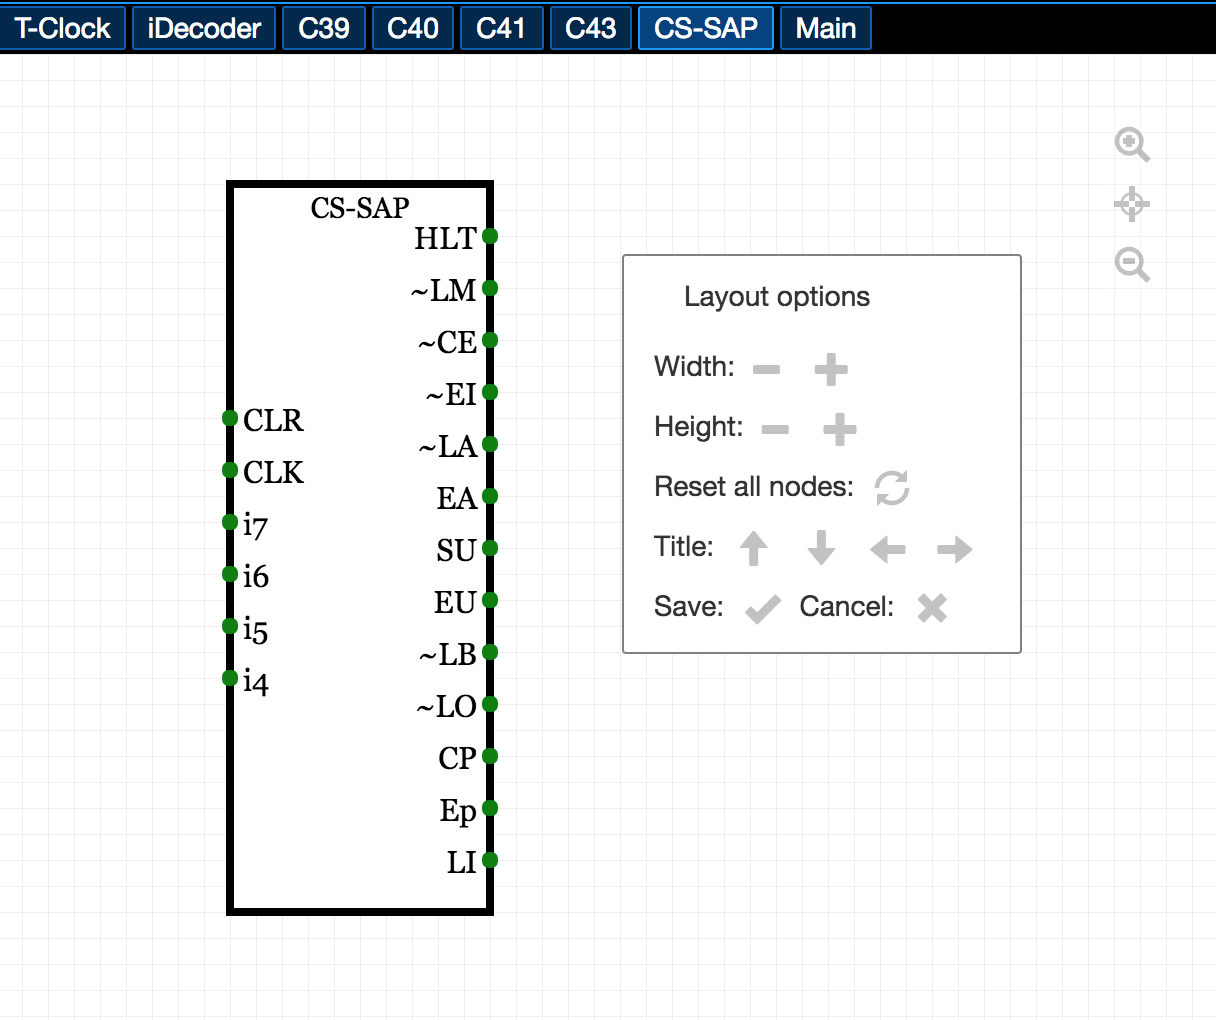 T-Clock iDecoder C39 C40 C41 C43 CS-SAP Main
CS-SAP
HLT
~LM
~CE
~EI
~LA
EA
SU
EU
~LB
~LO
CP
Ep
LI
CLR
CLK
i7
i6
i5
i4
Layout options
Width:
Height:
Reset all nodes:
Title:
Save: Cancel: